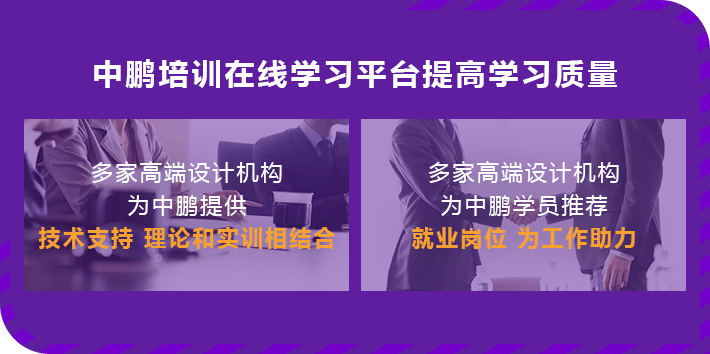 中鹏培训在线学习平台提高学习质量
多家高端设计机构
为中鹏提供
技术支持 理论和实训相结合
多家高端设计机构
为中鹏学员推荐
就业岗位 为工作助力